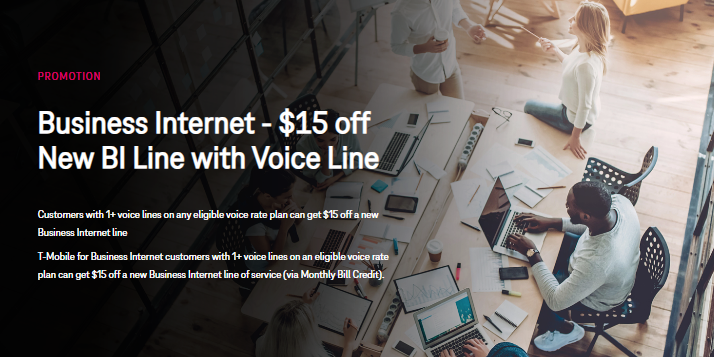 PROMOTION
Business Internet - $15 off
New BI Line with Voice Line
Customers with 1+ voice lines on any eligible voice rate plan can get $15 off a new
Business Internet line
T-Mobile for Business Internet customers with 1+ voice lines on an eligible voice rate
plan can get $15 off a new Business Internet line of service (via Monthly Bill Credit).